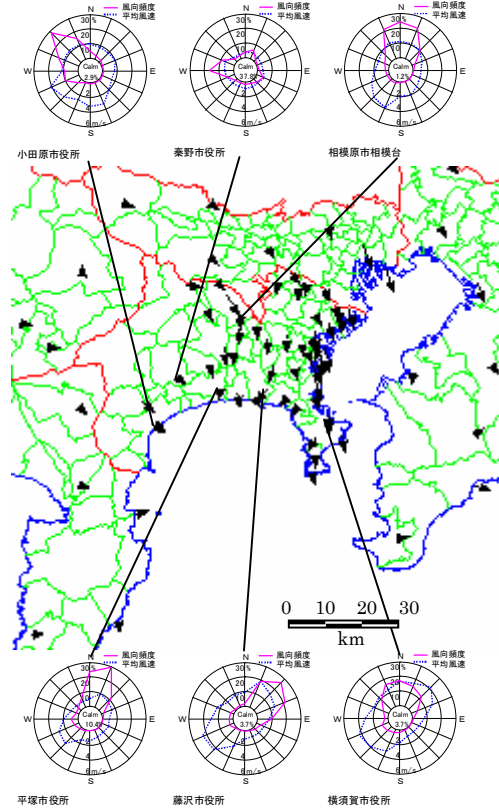 N
30%
風向頻度
平均風速
20
10
W
Calm
2.9%
E
2
4
6m/s
S
小田原市役所
N
30%
風向頻度
平均風速
20
10
W
Calm
37.8%
E
2
4
6m/s
S
秦野市役所
N
30%
風向頻度
平均風速
20
10
W
Calm
1.2%
E
2
4
6m/s
S
相模原市相模台
0 10 20 30
km
N
30%
風向頻度
平均風速
20
10
W
Calm
10.4%
E
2
4
6m/s
S
平塚市役所
N
30%
風向頻度
平均風速
20
10
W
Calm
3.7%
E
2
4
6m/s
S
藤沢市役所
N
30%
風向頻度
平均風速
20
10
W
Calm
3.7%
E
2
4
6m/s
S
横須賀市役所